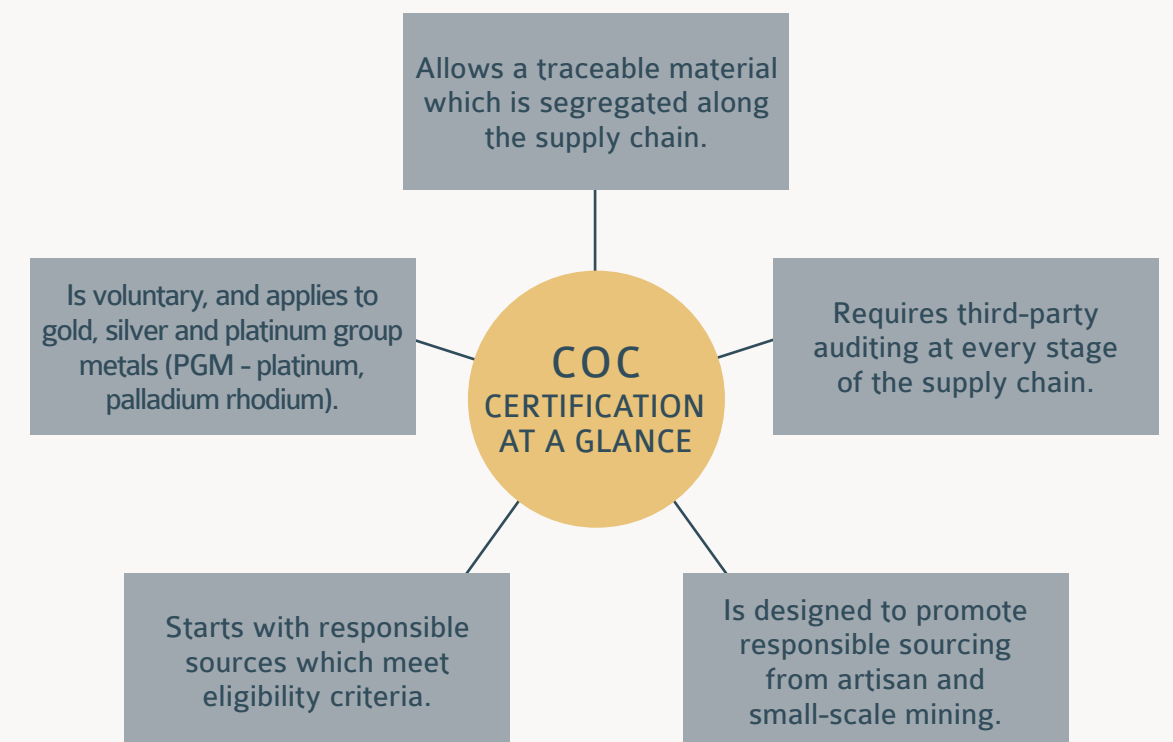 Allows a traceable material
which is segregated along
the supply chain.
Is voluntary, and applies to
gold, silver and platinum group
metals (PGM - platinum,
palladium rhodium).
COC
CERTIFICATION
AT A GLANCE
Requires third-party
auditing at every stage
of the supply chain.
Starts with responsible
sources which meet
eligibility criteria.
Is designed to promote
responsible sourcing
from artisan and
small-scale mining.